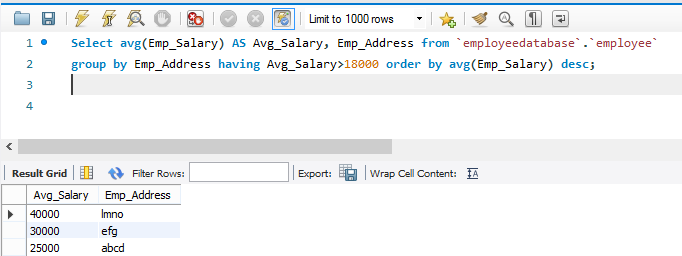 Limit to 1000 rows
1 Select avg(Emp_Salary) AS Avg_Salary, Emp_Address from `employeedatabase`.`employee`
2 group by Emp_Address having Avg_Salary>18000 order by avg(Emp_Salary) desc;
3
4
Result Grid Filter Rows: Export: Wrap Cell Content: IA
Avg_Salary Emp_Address
40000 lmno
30000 efg
25000 abcd